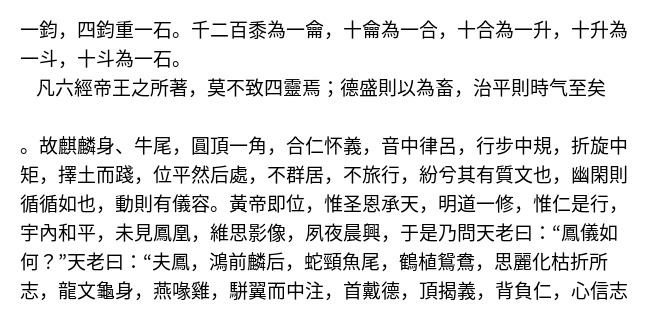 一鈞，四鈞重一石。千二百黍為一龠，十龠為一合，十合為一升，十升為
一斗，十斗為一石。
凡六經帝王之所著，莫不致四靈焉；德盛則以為畜，治平則時气至矣
。故麒麟身、牛尾，圓頂一角，合仁怀義，音中律呂，行步中規，折旋中
矩，擇土而踐，位平然后處，不群居，不旅行，紛兮其有質文也，幽閑則
循循如也，動則有儀容。黃帝即位，惟圣恩承天，明道一修，惟仁是行，
宇內和平，未見鳳凰，維思影像，夙夜晨興，于是乃問天老曰：“鳳儀如
何？”天老曰：“夫鳳，鴻前麟后，蛇頸魚尾，鶴植鴛鴦，思麗化枯折所
志，龍文龜身，燕喙雞，駢翼而中注，首戴德，頂揭義，背負仁，心信志